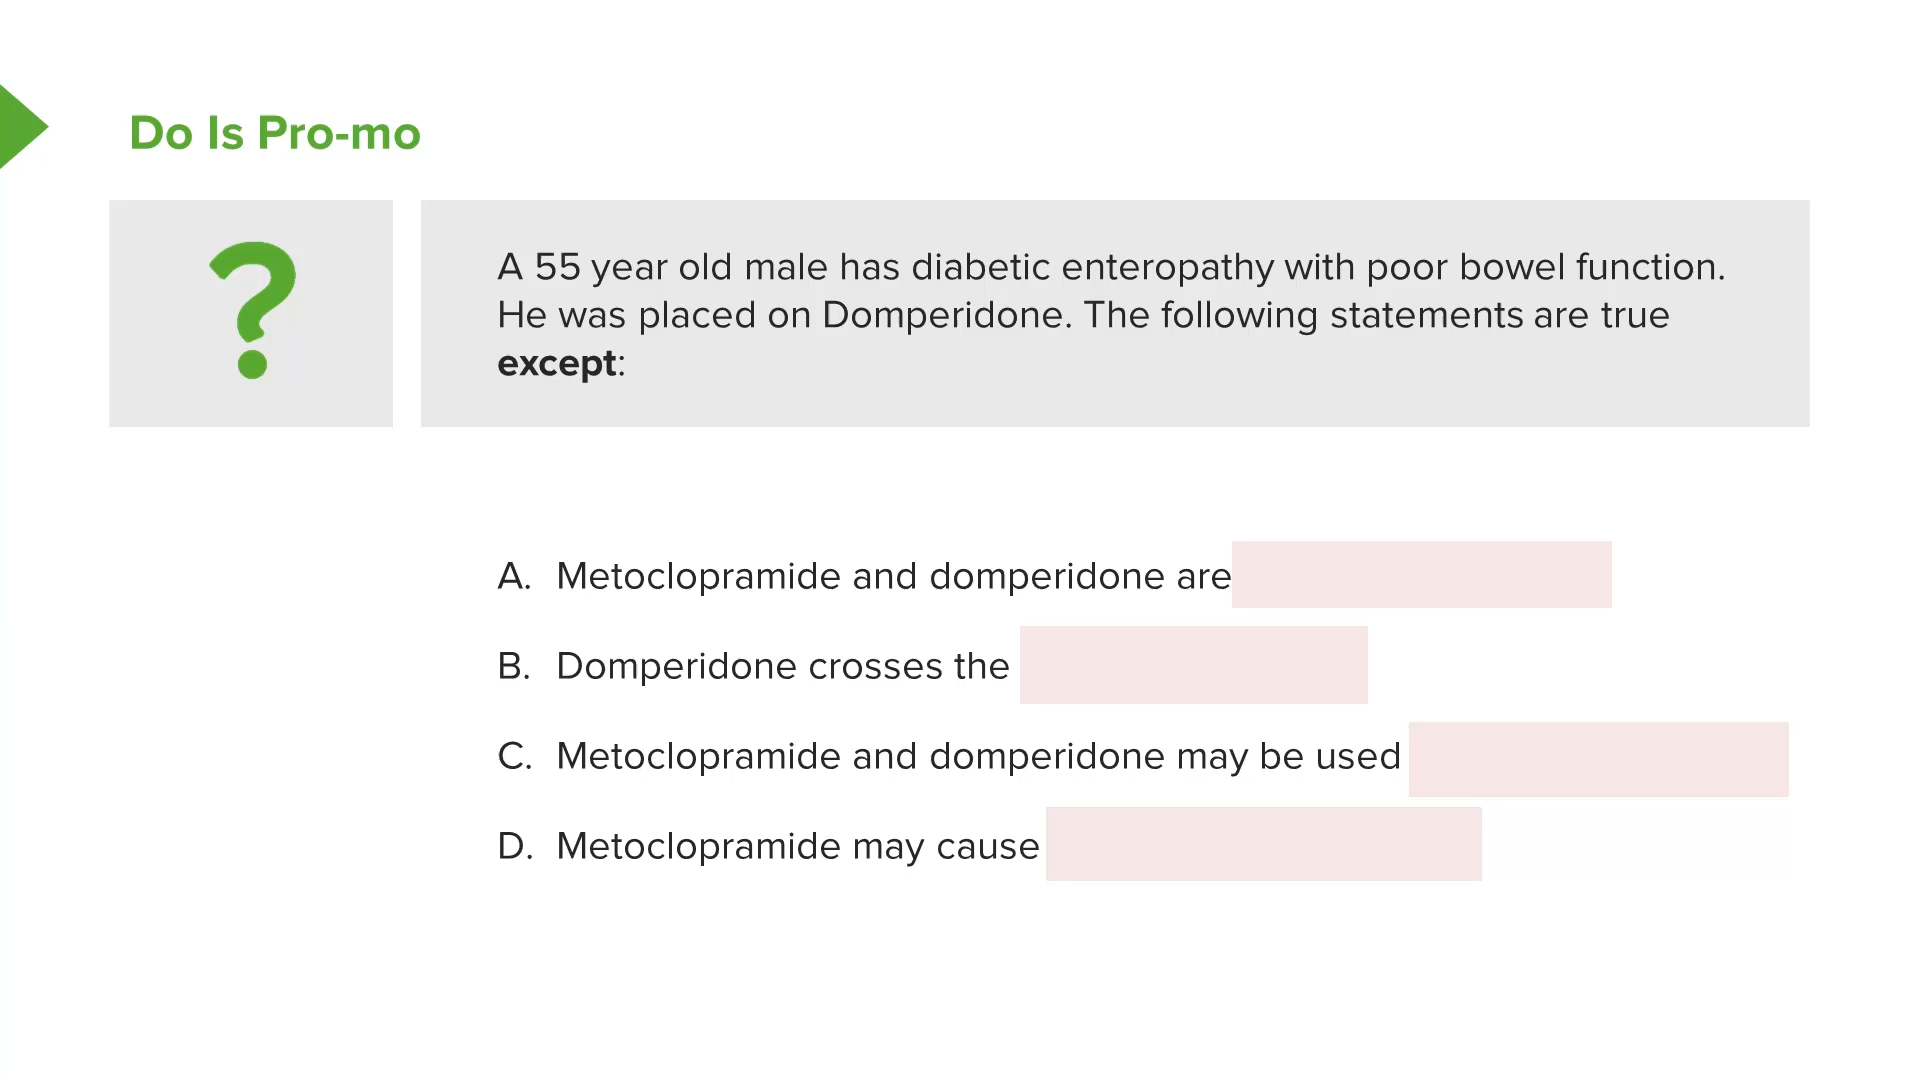 Do Is Pro-mo
?
A 55 year old male has diabetic enteropathy with poor bowel function.
He was placed on Domperidone. The following statements are true
except:
A. Metoclopramide and domperidone are
B. Domperidone crosses the
C. Metoclopramide and domperidone may be used
D. Metoclopramide may cause